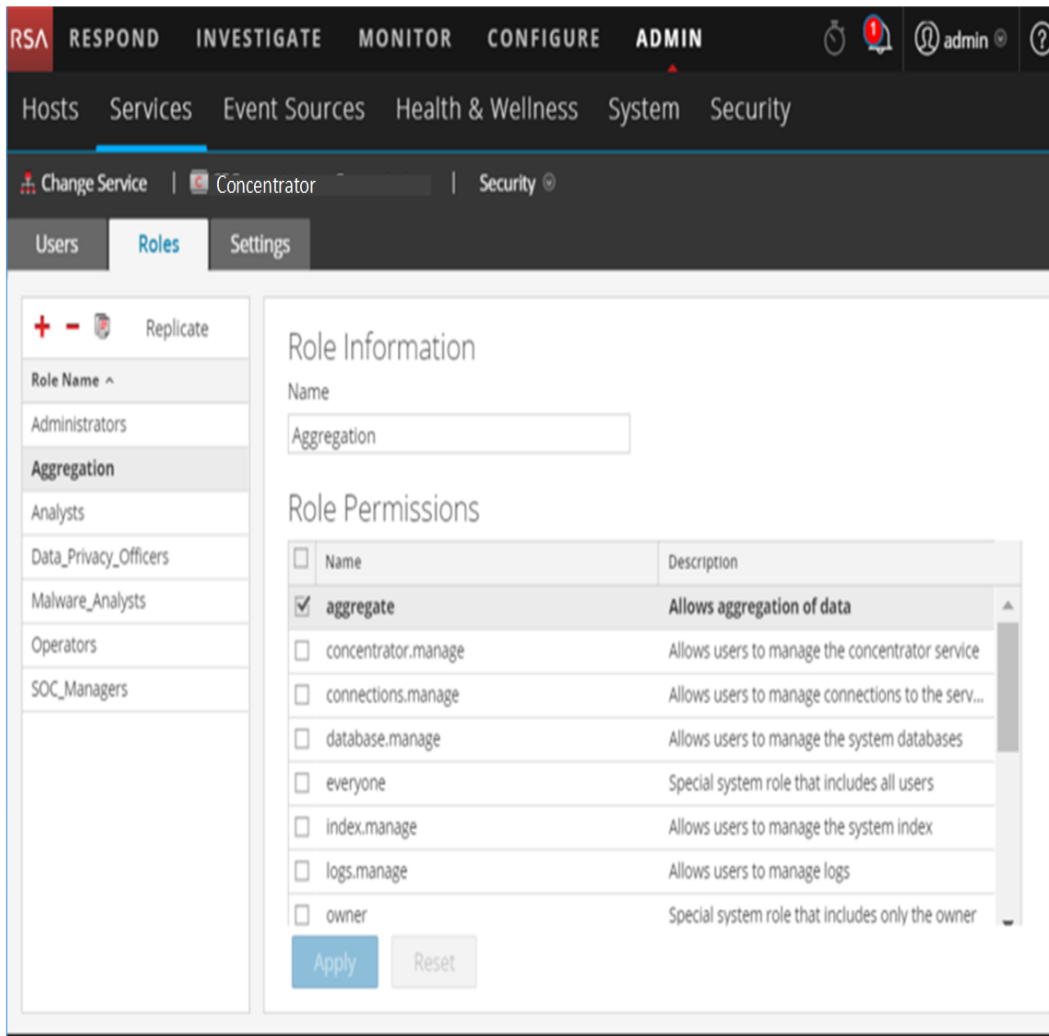 RSA RESPOND INVESTIGATE MONITOR CONFIGURE ADMIN 1 admin ?
Hosts Services Event Sources Health & Wellness System Security
Change Service | C Concentrator | Security
Users Roles Settings
Replicate
Role Name
Administrators
Aggregation
Analysts
Data_Privacy_Officers
Malware_Analysts
Operators
SOC_Managers
Role Information
Name
Aggregation
Role Permissions
Name Description
aggregate Allows aggregation of data
concentrator.manage Allows users to manage the concentrator service
connections.manage Allows users to manage connections to the serv...
database.manage Allows users to manage the system databases
everyone Special system role that includes all users
index.manage Allows users to manage the system index
logs.manage Allows users to manage logs
owner Special system role that includes only the owner
Apply Reset